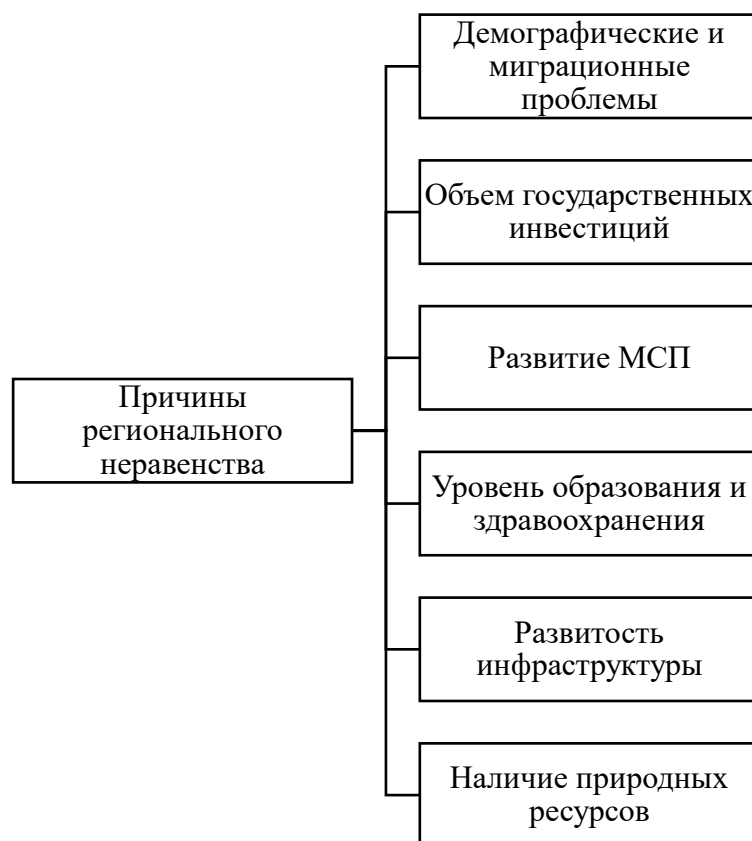 Демографические и
миграционные
проблемы
Объем государственных
инвестиций
Развитие МСП
Причины
регионального
неравенства
Уровень образования и
здравоохранения
Развитость
инфраструктуры
Наличие природных
ресурсов